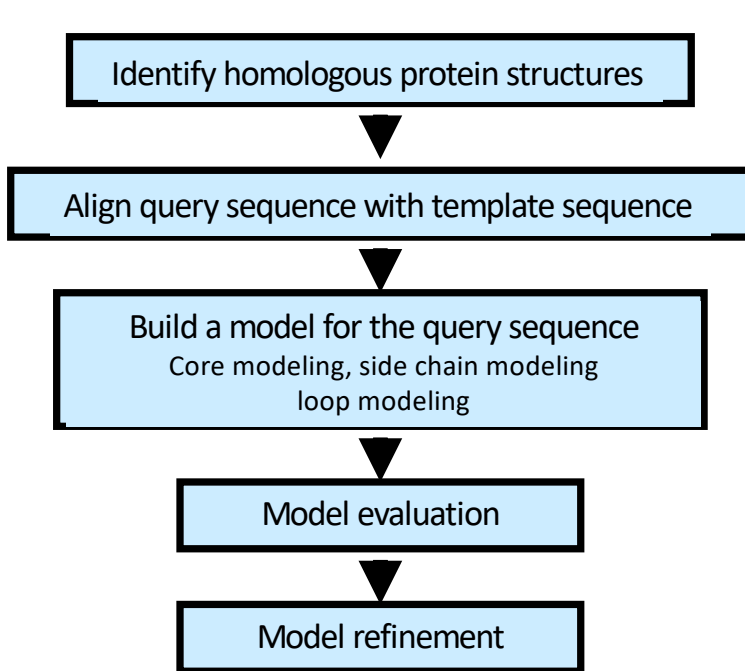 Identify homologous protein structures
Align query sequence with template sequence
Build a model for the query sequence
Core modeling, side chain modeling
loop modeling
Model evaluation
Model refinement